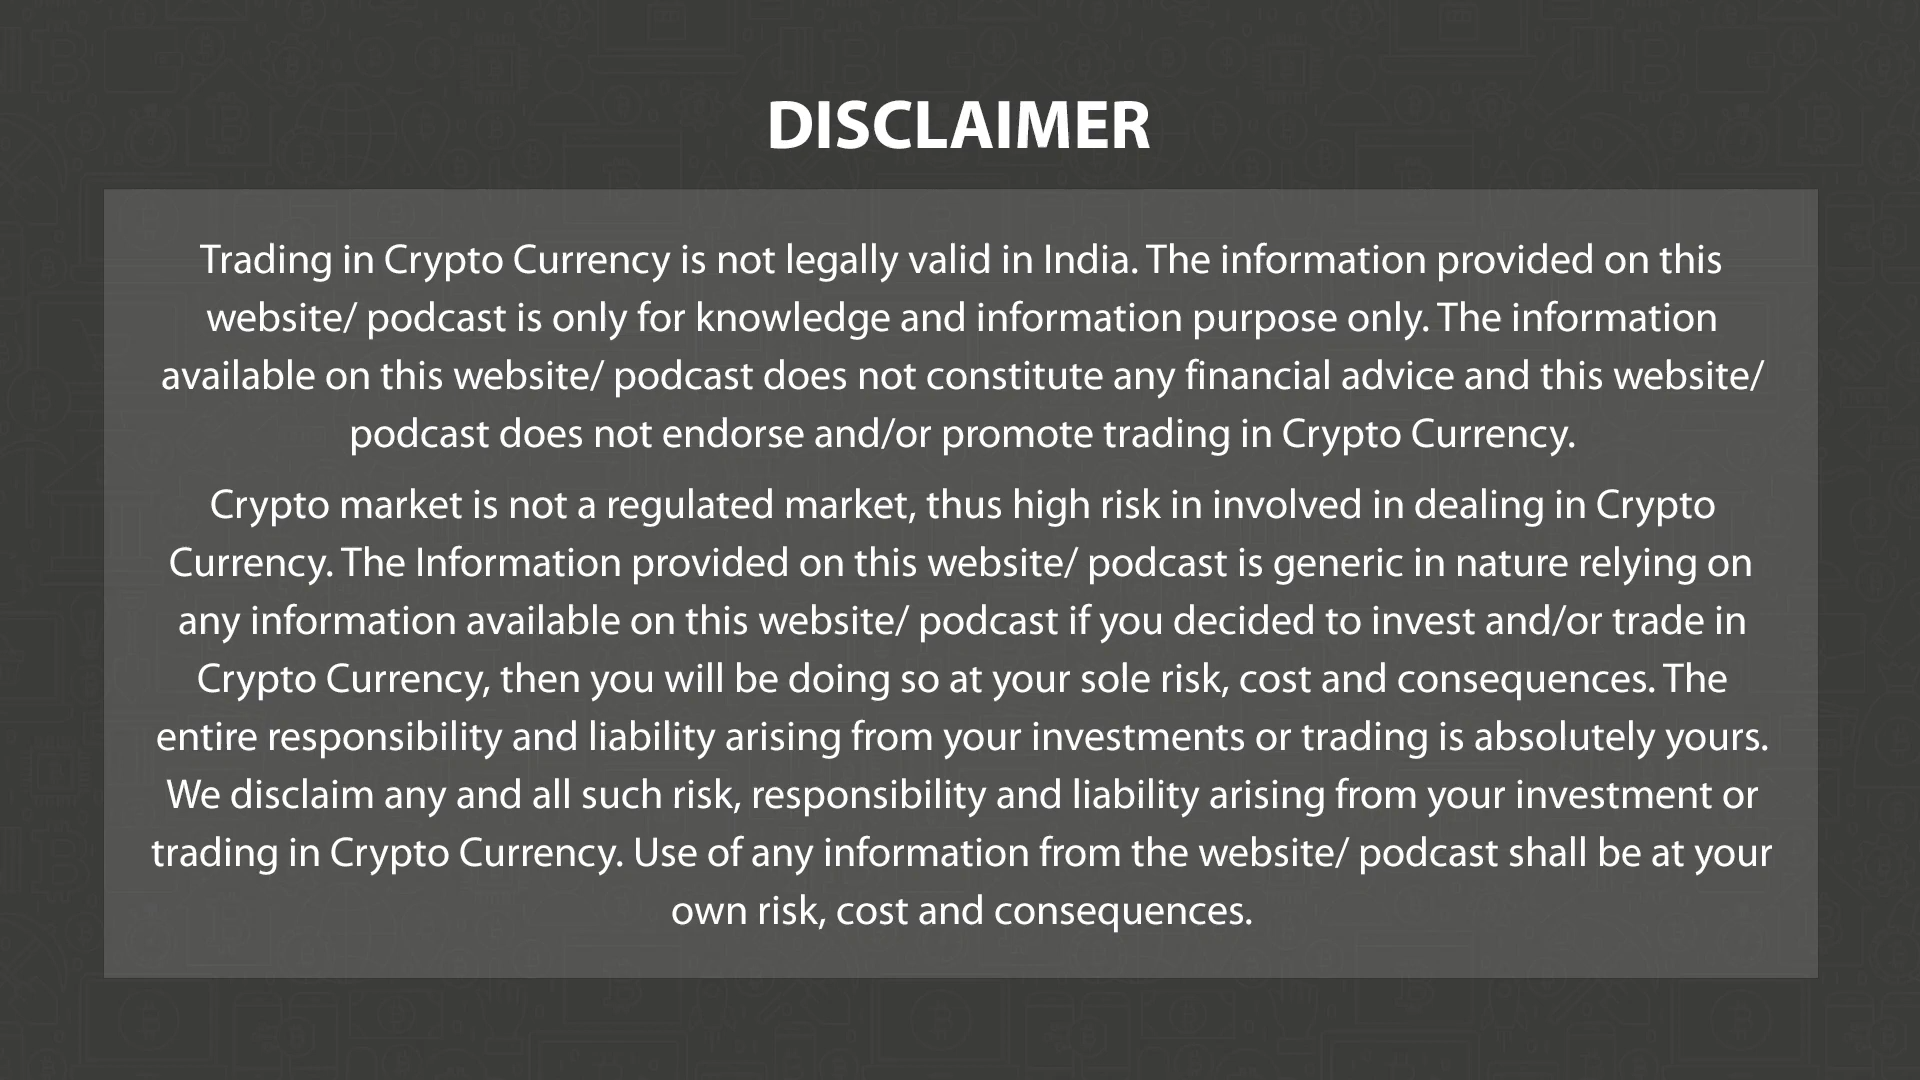 DISCLAIMER
Trading in Crypto Currency is not legally valid in India. The information provided on this
website/ podcast is only for knowledge and information purpose only. The information
available on this website/ podcast does not constitute any financial advice and this website/
podcast does not endorse and/or promote trading in Crypto Currency.
Crypto market is not a regulated market, thus high risk in involved in dealing in Crypto
Currency. The Information provided on this website/ podcast is generic in nature relying on
any information available on this website/ podcast if you decided to invest and/or trade in
Crypto Currency, then you will be doing so at your sole risk, cost and consequences. The
entire responsibility and liability arising from your investments or trading is absolutely yours.
We disclaim any and all such risk, responsibility and liability arising from your investment or
trading in Crypto Currency. Use of any information from the website/ podcast shall be at your
own risk, cost and consequences.